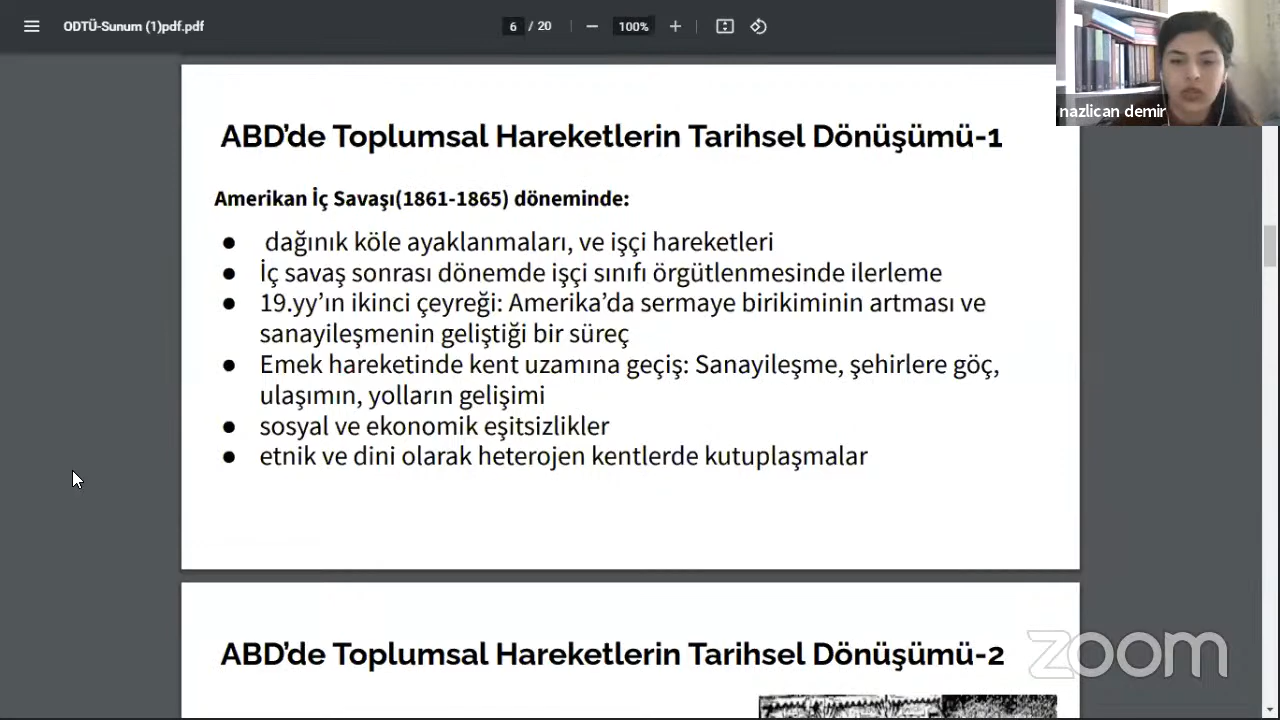 ODTÜ-Sunum (1)pdf.pdf
6 / 20
100%
nazlican demir
ABD’de Toplumsal Hareketlerin Tarihsel Dönüşümü-1
Amerikan İç Savaşı(1861-1865) döneminde:
● dağınık köle ayaklanmaları, ve işçi hareketleri
● İç savaş sonrası dönemde işçi sınıfı örgütlenmesinde ilerleme
● 19.yy’ın ikinci çeyreği: Amerika’da sermaye birikiminin artması ve
sanayileşmenin geliştiği bir süreç
● Emek hareketinde kent uzamına geçiş: Sanayileşme, şehirlere göç,
ulaşımın, yolların gelişimi
● sosyal ve ekonomik eşitsizlikler
● etnik ve dini olarak heterojen kentlerde kutuplaşmalar
ABD’de Toplumsal Hareketlerin Tarihsel Dönüşümü-2
zoom